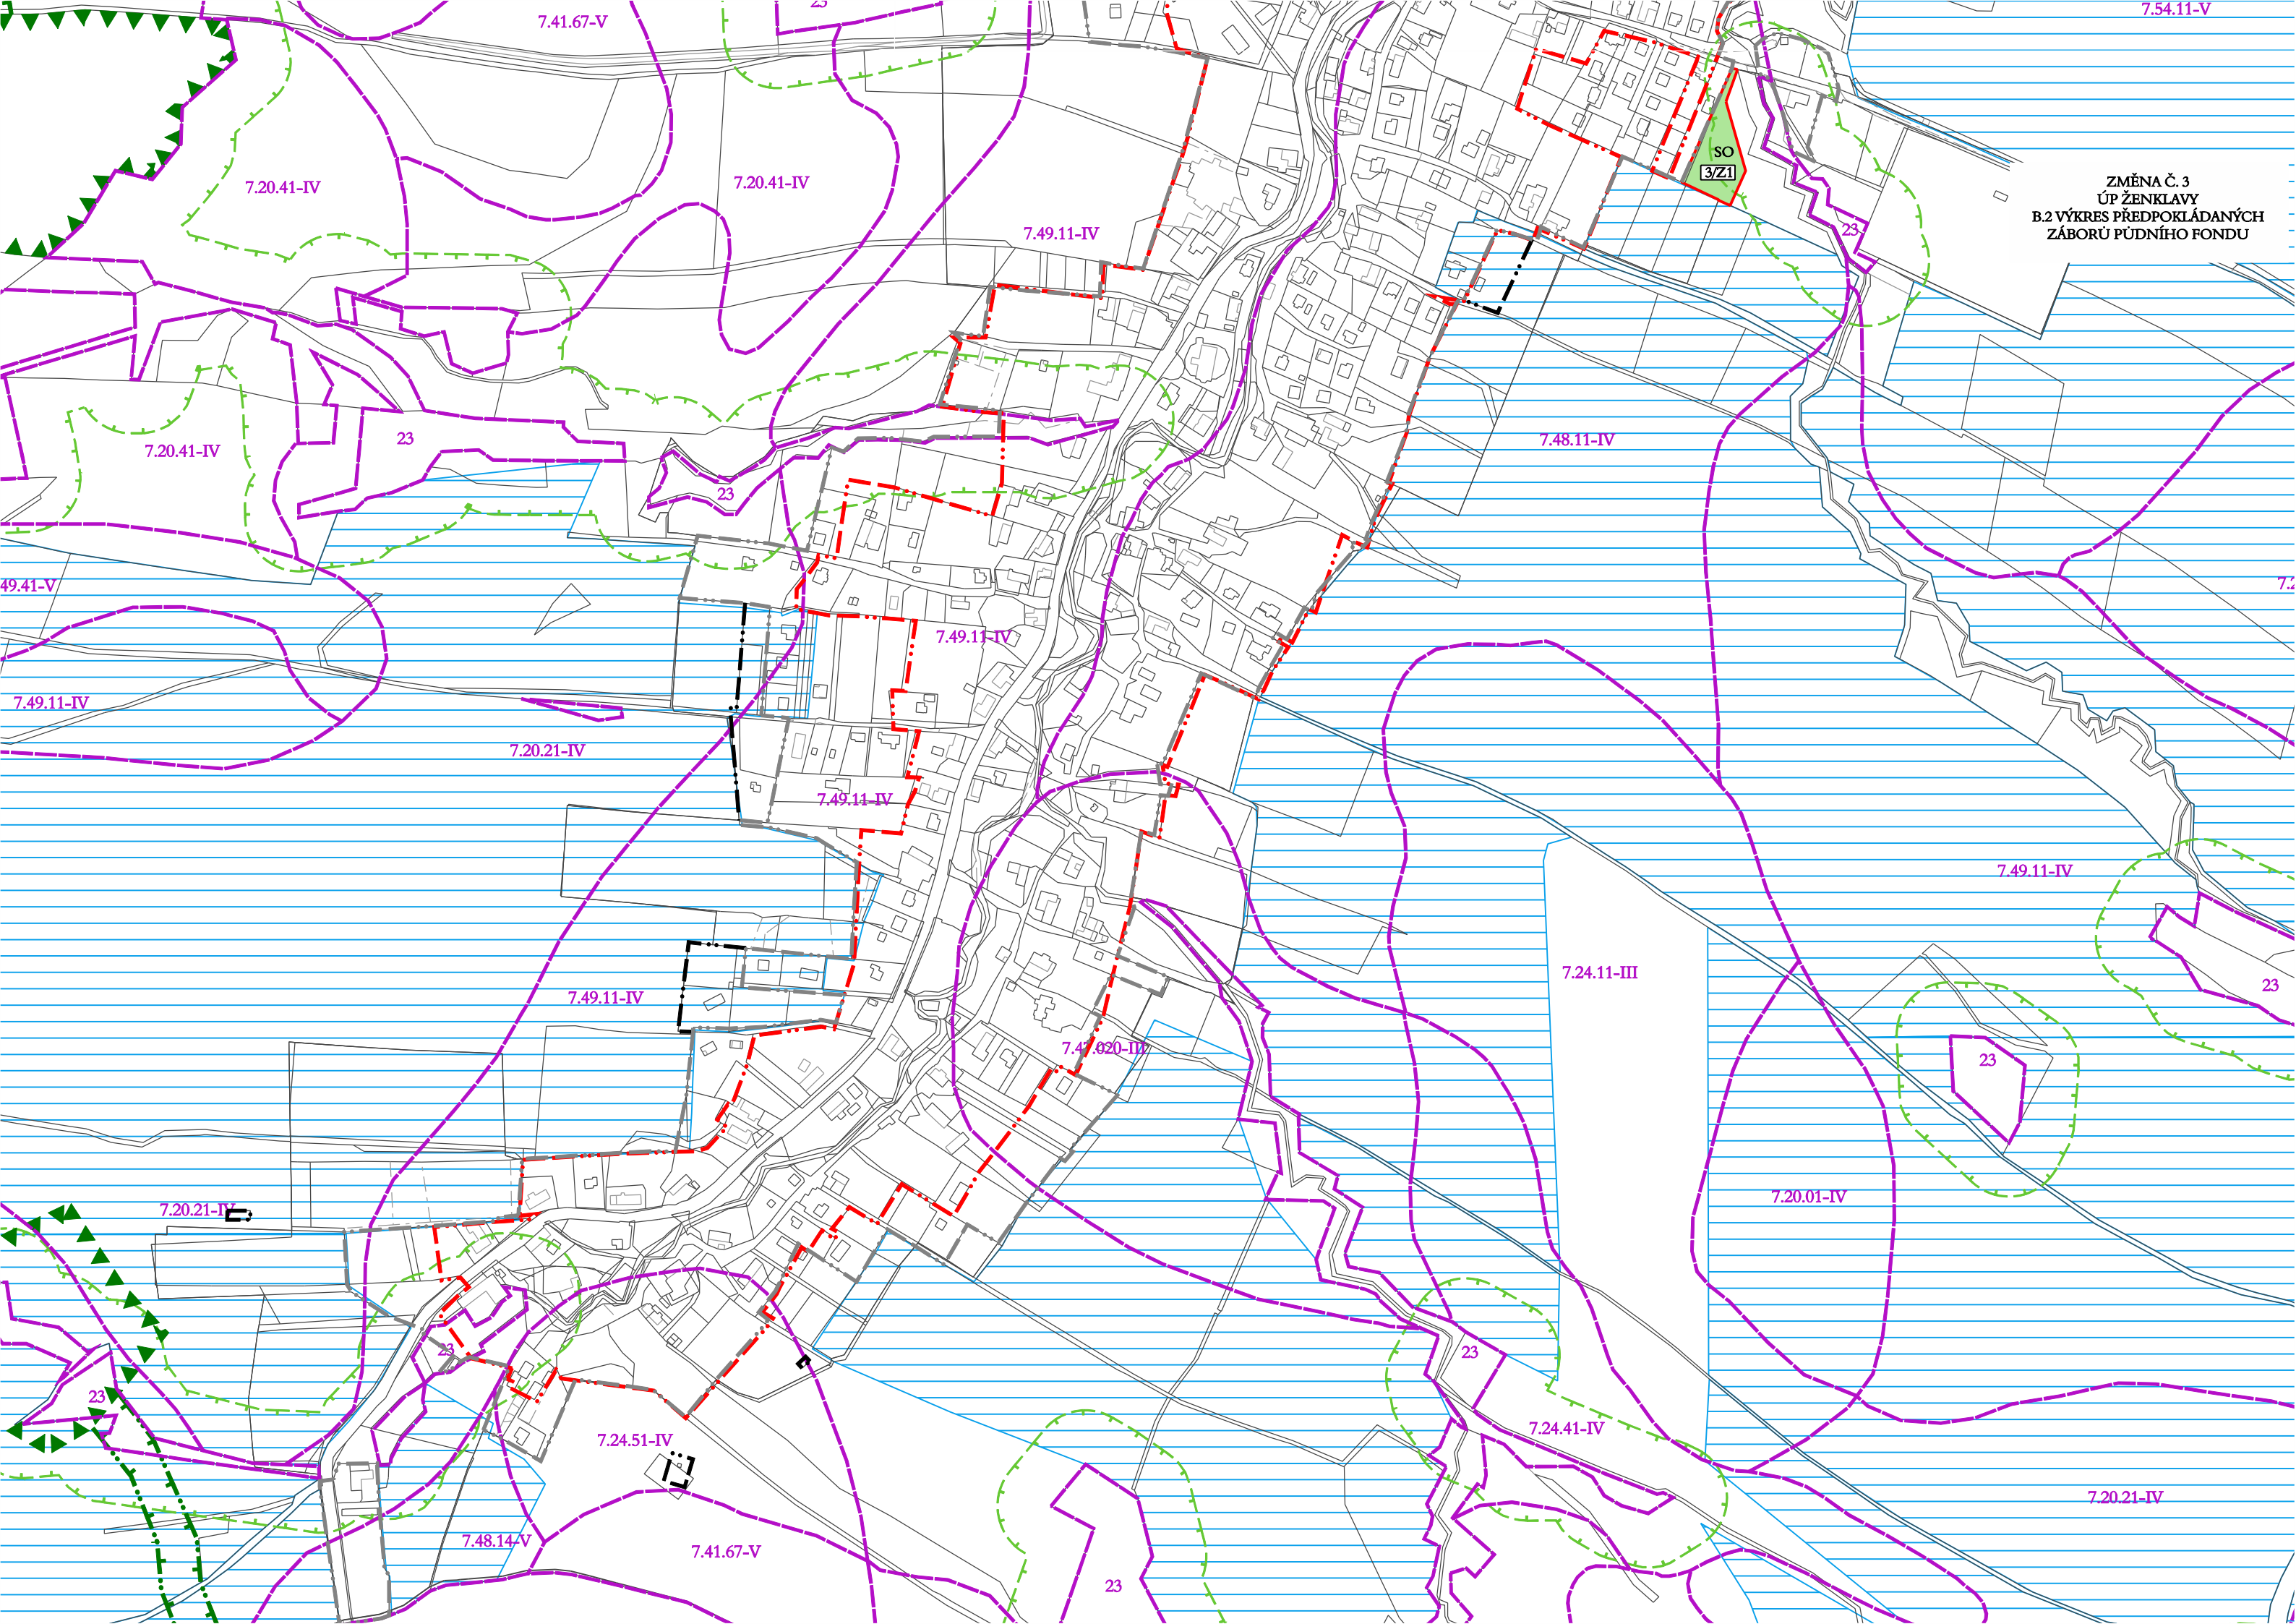 23
7.41.67-V
7.54.11-V
SO
3/Z1
7.20.41-IV
7.20.41-IV
ZMĚNA Č. 3
ÚP ŽENKLAVY
B.2 VÝKRES PŘEDPOKLÁDANÝCH
ZÁBORŮ PŮDNÍHO FONDU
7.49.11-IV
23
23
7.48.11-IV
7.20.41-IV
23
49.41-V
7.49.11-IV
7.49.11-IV
7.20.21-IV
7.49.11-IV
7.49.11-IV
7.24.11-III
23
7.49.11-IV
23
7.20.01-IV
7.20.21-IV
23
23
23
7.24.41-IV
7.24.51-IV
7.20.21-IV
7.48.14-V
7.41.67-V
23